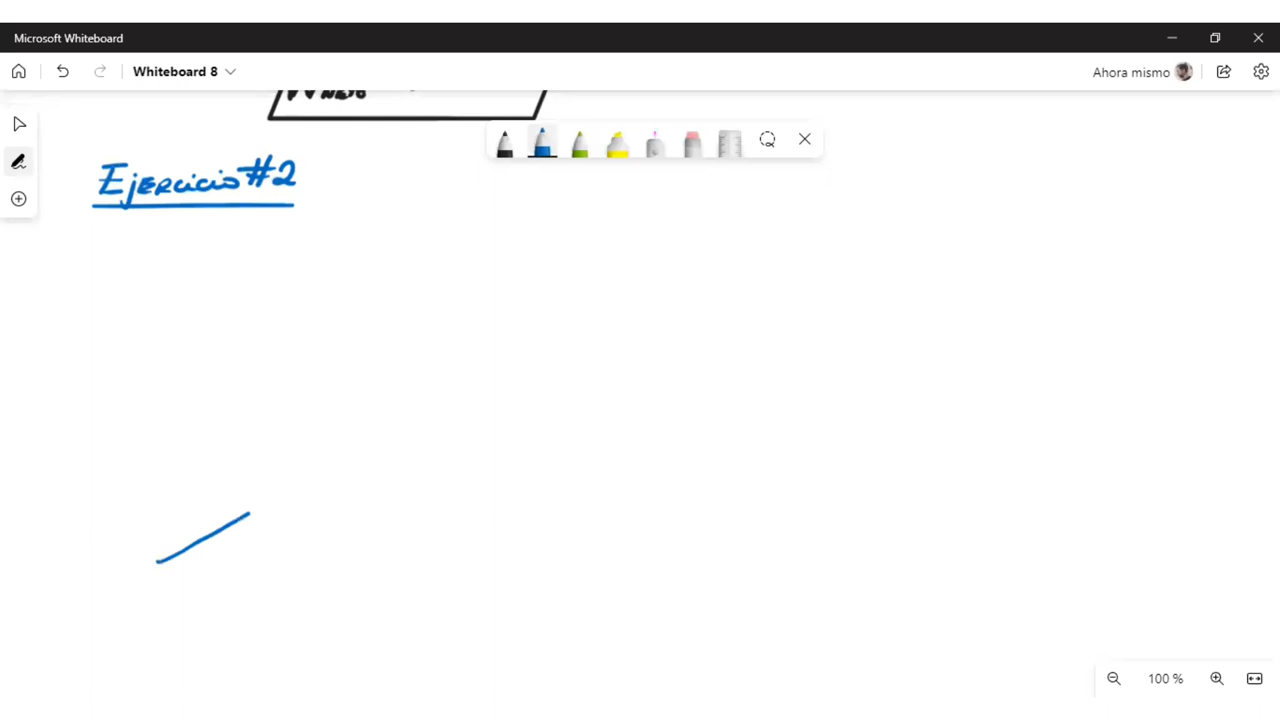 Microsoft Whiteboard
Whiteboard 8
Ahora mismo
Ejercicio #2
100 %